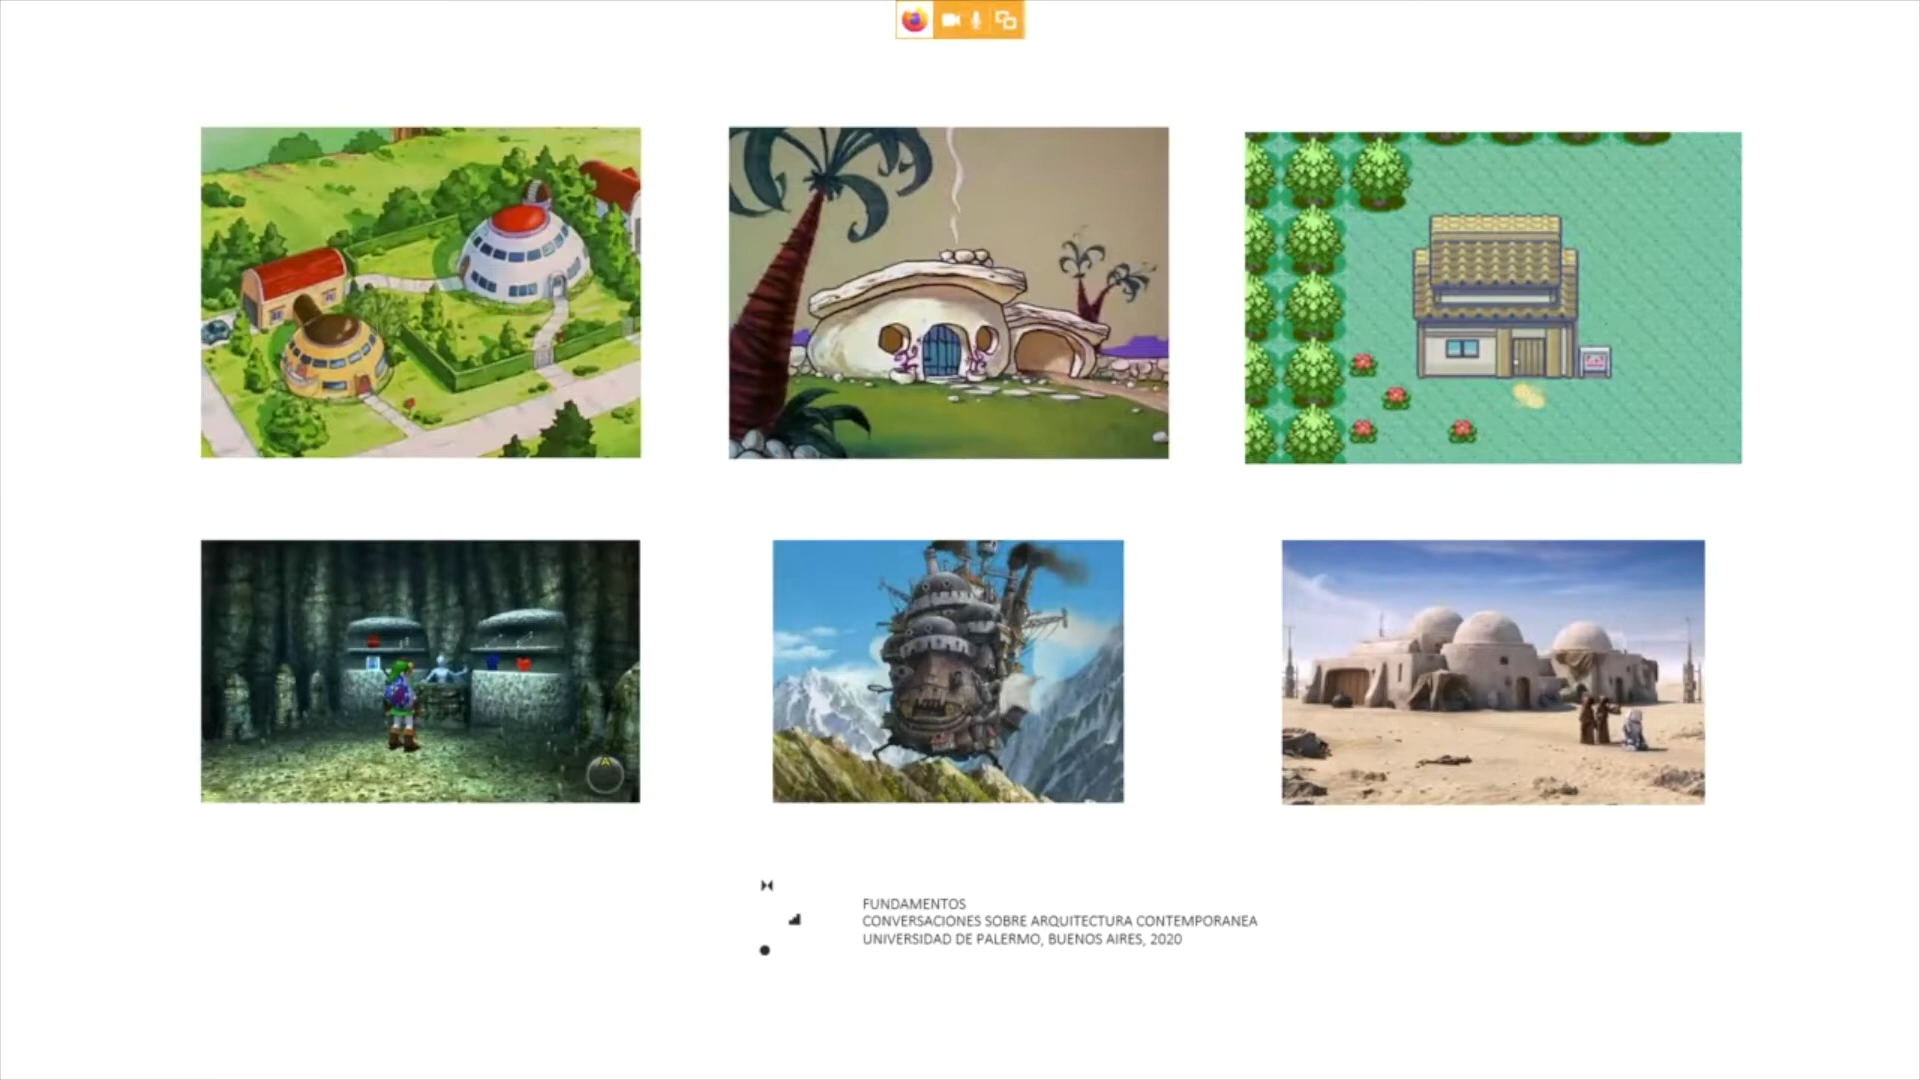 A
FUNDAMENTOS
CONVERSACIONES SOBRE ARQUITECTURA CONTEMPORANEA
UNIVERSIDAD DE PALERMO, BUENOS AIRES, 2020